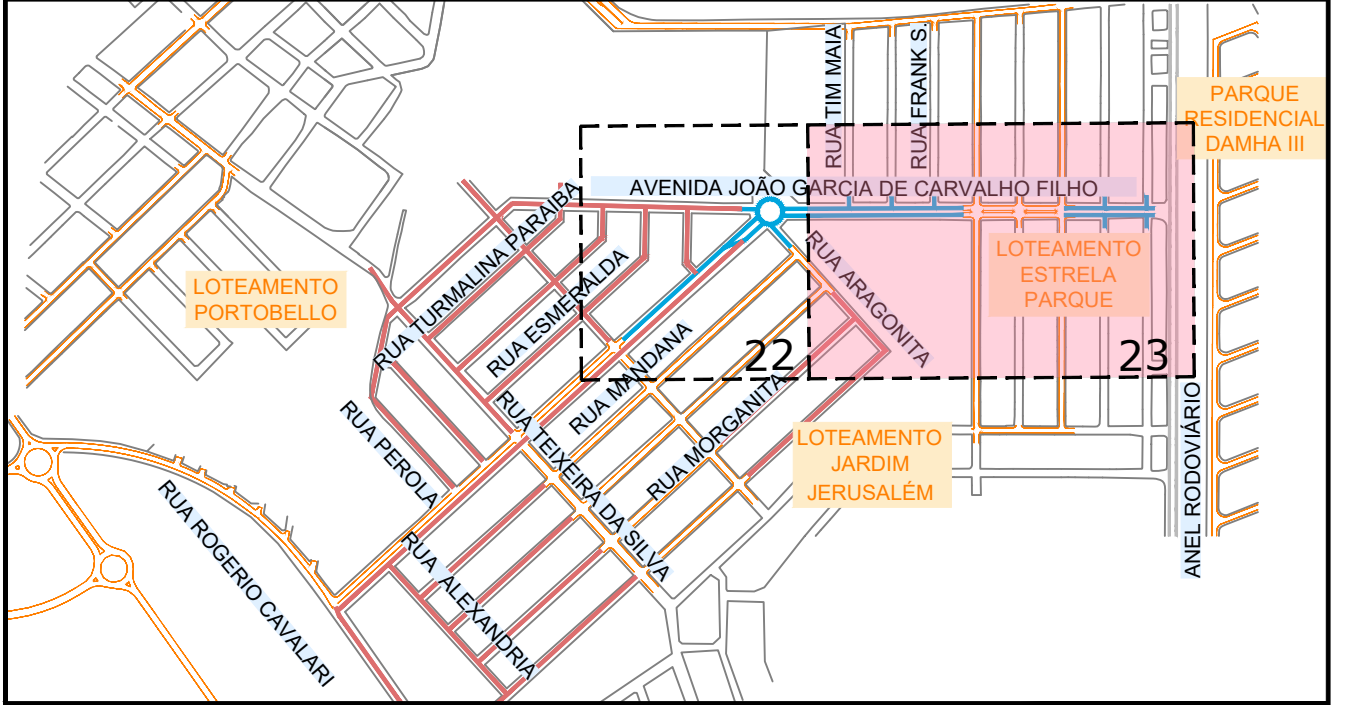 RUA TIM MAIA
RUA FRANK S.
PARQUE
RESIDENCIAL
DAMHA III
AVENIDA JOÃO GARCIA DE CARVALHO FILHO
RUA TURMALINA PARAIBA
RUA ESMERALDA
RUA ARAGONITA
LOTEAMENTO
ESTRELA
PARQUE
LOTEAMENTO
PORTOBELLO
22
23
RUA MANDANA
RUA MORGANITA
RUA PEROLA
RUA TEIXEIRA DA SILVA
LOTEAMENTO
JARDIM
JERUSALÉM
ANEL RODOVIÁRIO
RUA ROGERIO CAVALARI
RUA ALEXANDRIA